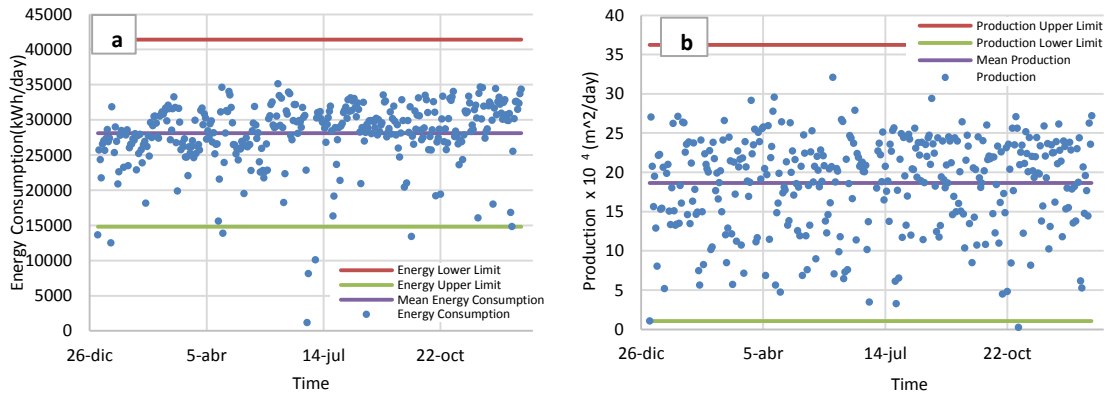 a
45000
40000
35000
30000
25000
20000
15000
10000
5000
0
Energy Consumption(kWh/day)
Energy Lower Limit
Energy Upper Limit
Mean Energy Consumption
Energy Consumption
26-dic 5-abr 14-jul 22-oct
Time
b
40
35
30
25
20
15
10
5
0
Production x 10 4 (m^2/day)
Production Upper Limit
Production Lower Limit
Mean Production
Production
26-dic 5-abr 14-jul 22-oct
Time